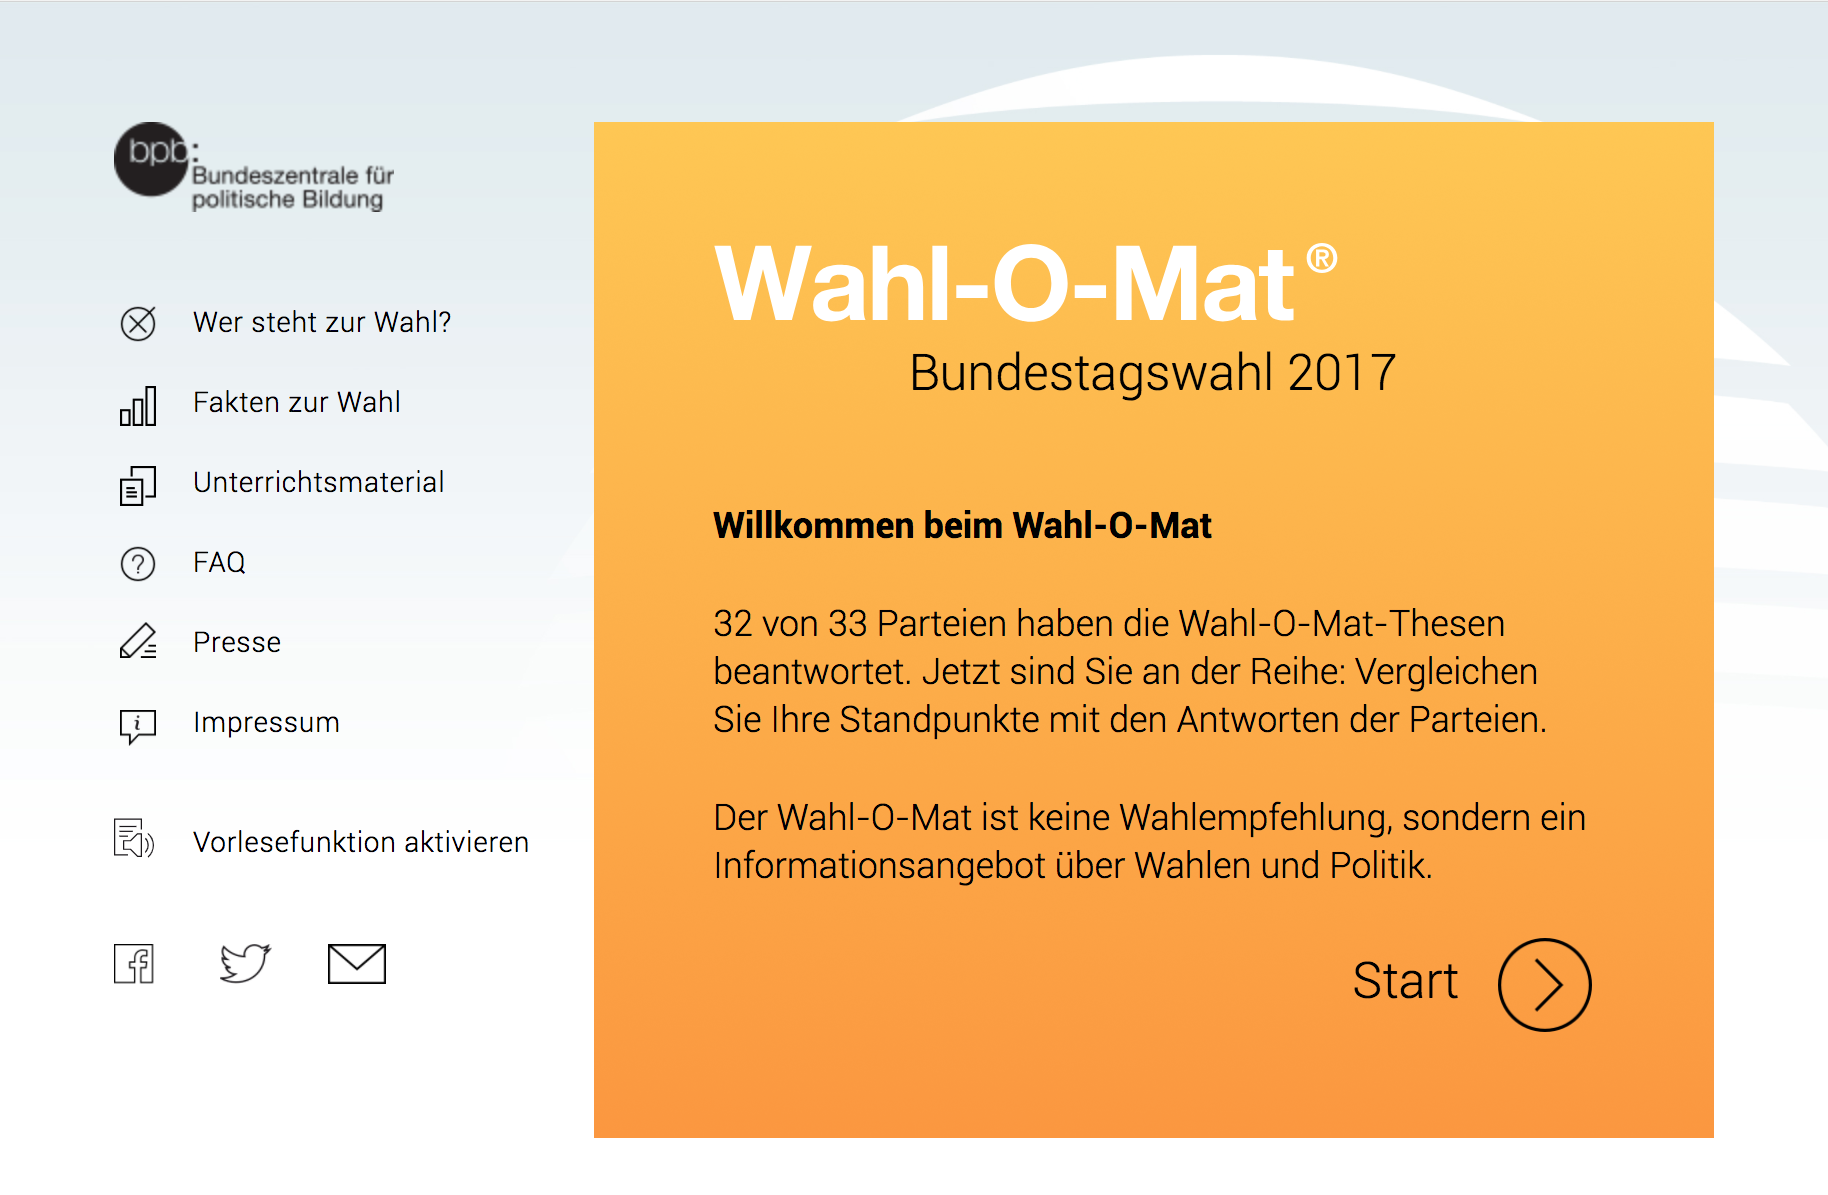 bpb:
Bundeszentrale für
politische Bildung
Wer steht zur Wahl?
Fakten zur Wahl
Unterrichtsmaterial
FAQ
Presse
Impressum
Vorlesefunktion aktivieren
Wahl-O-Mat®
Bundestagswahl 2017
Willkommen beim Wahl-O-Mat
32 von 33 Parteien haben die Wahl-O-Mat-Thesen
beantwortet. Jetzt sind Sie an der Reihe: Vergleichen
Sie Ihre Standpunkte mit den Antworten der Parteien.
Der Wahl-O-Mat ist keine Wahlempfehlung, sondern ein
Informationsangebot über Wahlen und Politik.
Start